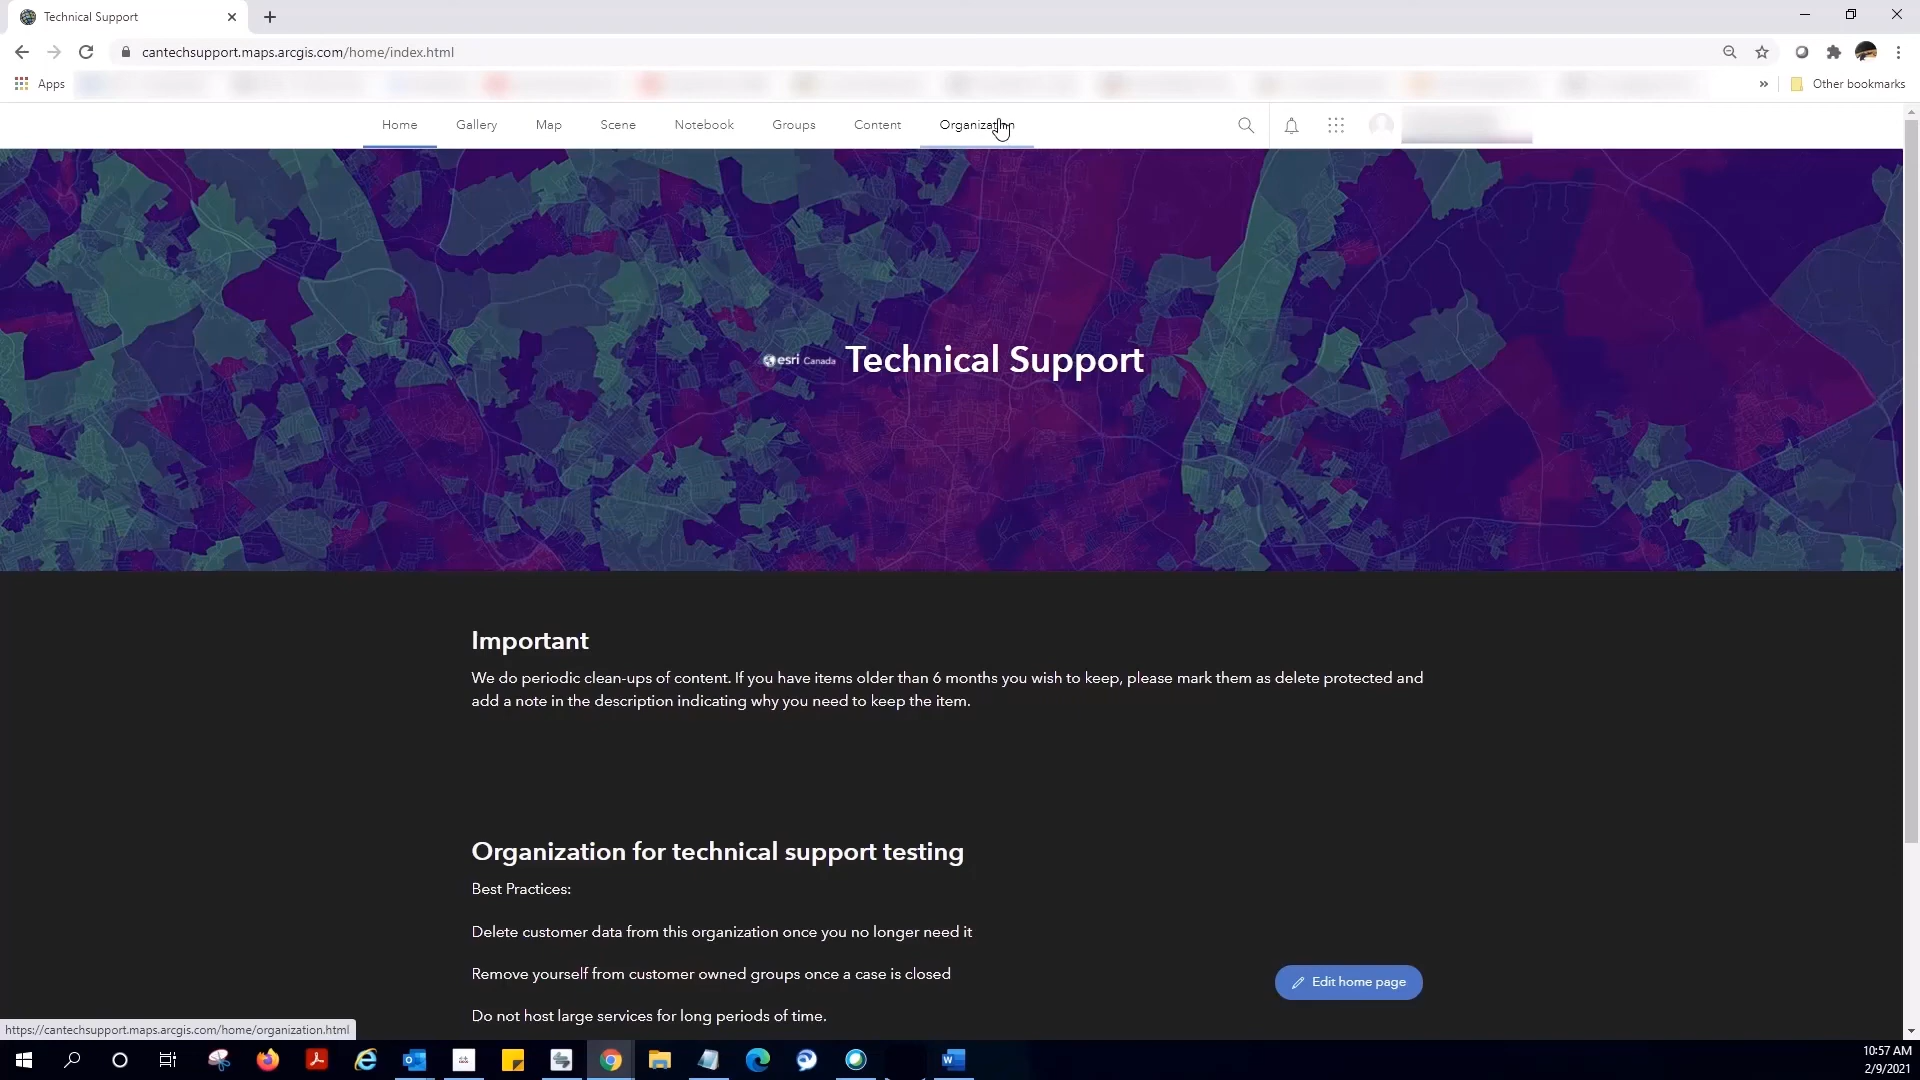 Technical Support
cantechsupport.maps.arcgis.com/home/index.html
Apps
» Other bookmarks
Home Gallery Map Scene Notebook Groups Content Organization
esri Canada Technical Support
Important
We do periodic clean-ups of content. If you have items older than 6 months you wish to keep, please mark them as delete protected and
add a note in the description indicating why you need to keep the item.
Organization for technical support testing
Best Practices:
Delete customer data from this organization once you no longer need it
Remove yourself from customer owned groups once a case is closed
Edit home page
Do not host large services for long periods of time.
https://cantechsupport.maps.arcgis.com/home/organization.html
10:57 AM
2/9/2021